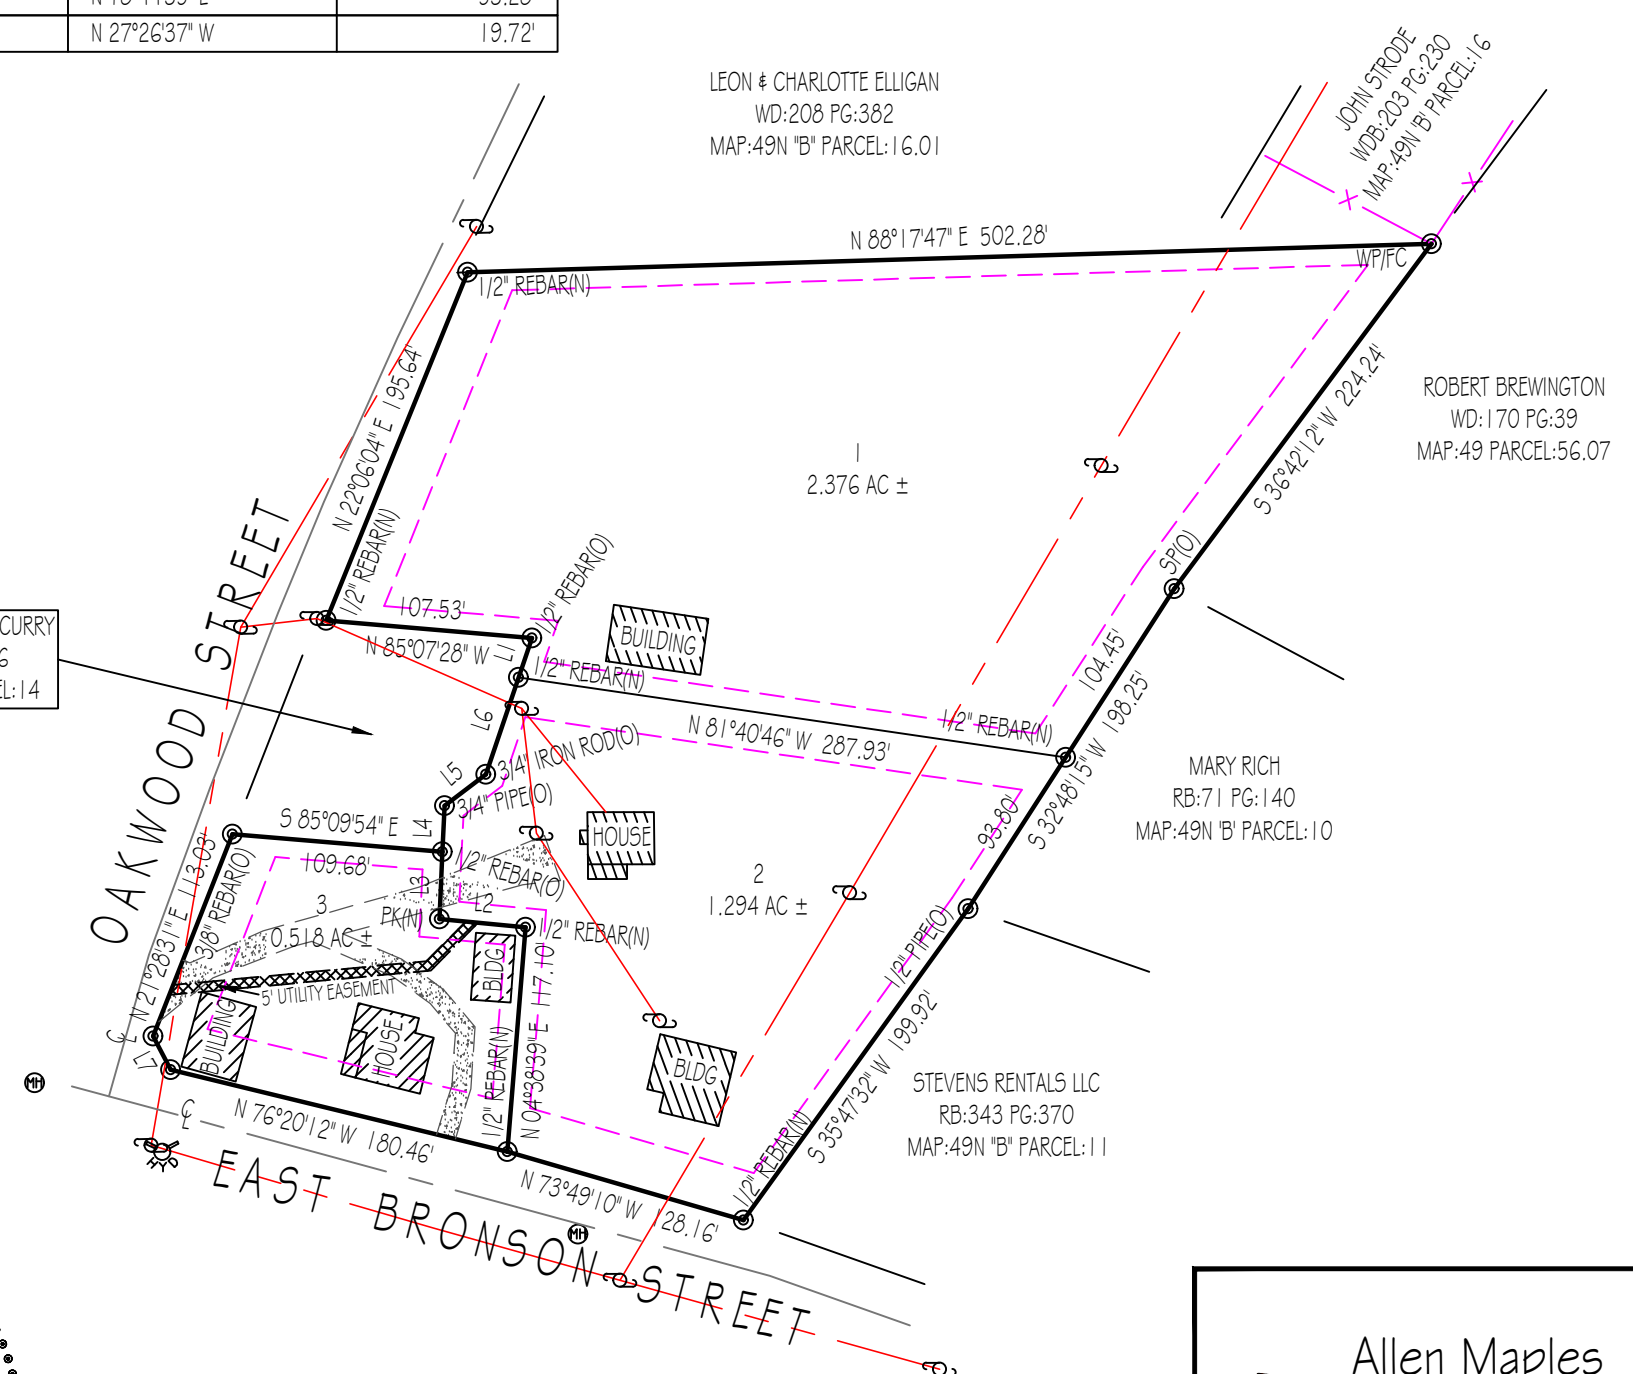 N 27°26'37" W 19.72'
LEON & CHARLOTTE ELLIGAN
WD:208 PG:382
MAP:49N "B" PARCEL:16.01
JOHN STRODE
WDB:203 PG:230
MAP:49N 'B' PARCEL:16
N 88°17'47" E 502.28'
WP/FC
1/2" REBAR(N)
N 22°06'04" E 195.64'
1/2" REBAR(N)
1
2.376 AC ±
S 36°42'12" W 224.24'
ROBERT BREWINGTON
WD:170 PG:39
MAP:49 PARCEL:56.07
SP(O)
107.53'
N 85°07'28" W
L1
1/2" REBAR(O)
1/2" REBAR(N)
BUILDING
CURRY
L:14
OAKWOOD STREET
L6
N 81°40'46" W 287.93'
1/2" REBAR(N)
104.45'
S 32°48'15" W 198.25'
93.80'
MARY RICH
RB:71 PG:140
MAP:49N 'B' PARCEL:10
3/4' IRON ROD(O)
L5
3/4" PIPE(O)
L4
S 85°09'54" E
109.68'
HOUSE
1/2" REBAR(O)
L3
L2
PK(N)
1/2" REBAR(N)
2
1.294 AC ±
3
0.518 AC ±
N 21°28'31" E 113.03'
3/8" REBAR(O)
5' UTILITY EASEMENT
BLDG
BUILDING
HOUSE
1/2" REBAR(N)
N 04°38'39" E 117.10'
BLDG
1/2" PIPE(O)
S 35°47'32" W 199.92'
STEVENS RENTALS LLC
RB:343 PG:370
MAP:49N "B" PARCEL:11
1/2" REBAR(N)
L7
CL
MH
CL
N 76°20'12" W 180.46'
N 73°49'10" W 128.16'
HYD
MH
EAST BRONSON STREET
Allen Maples